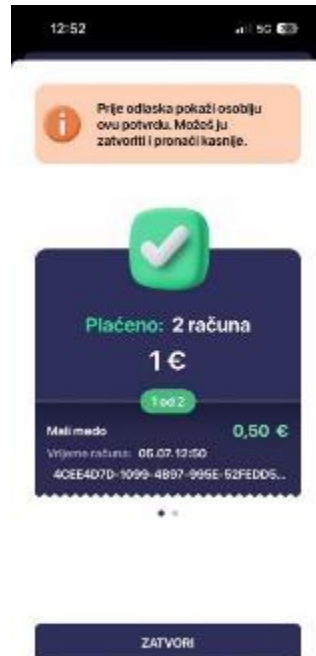 12:52
5G
Prije odlaska pokaži osoblju
ovu potvrdu. Možeš ju
zatvoriti i pronaći kasnije.
Plaćeno: 2 računa
1 €
1 od 2
Mali medo 0,50 €
Vrijeme računa: 05.07. 12:50
4CEE4D7D-1099-4B97-995E-52FEDD5...
ZATVORI